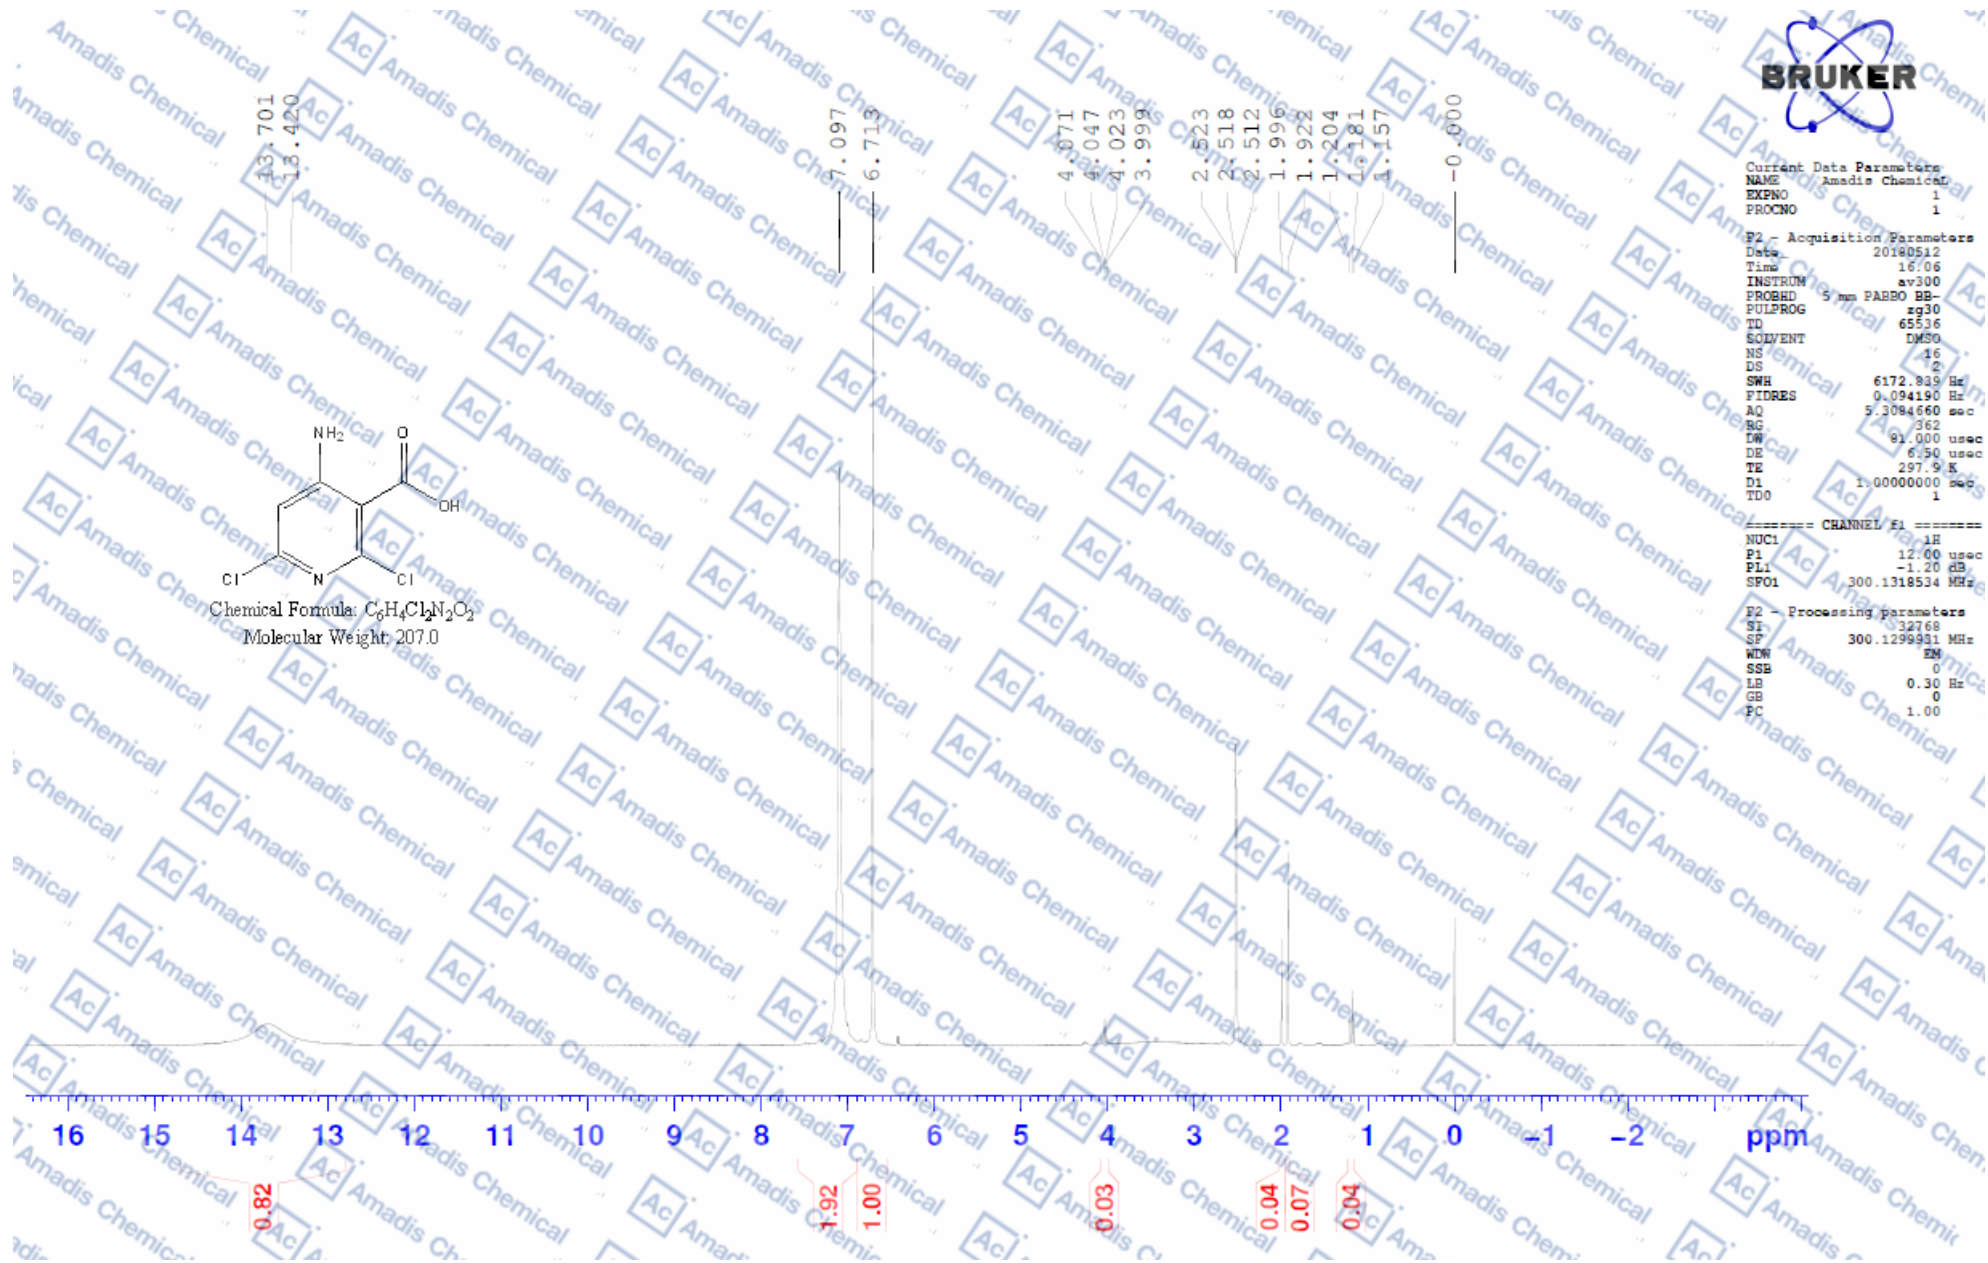 BRUKER
13.701
13.420
7.097
6.713
4.071
4.047
4.023
3.999
2.523
2.518
2.512
1.996
1.922
1.204
1.181
1.157
-0.000
Current Data Parameters
NAME Amadis Chemical
EXPNO 1
PROCNO 1
F2 - Acquisition Parameters
Date_ 20180512
Time 16.06
INSTRUM av300
PROBHD 5 mm PABBO BB-
PULPROG zg30
TD 65536
SOLVENT DMSO
NS 16
DS 2
SWH 6172.839 Hz
FIDRES 0.094190 Hz
AQ 5.3084660 sec
RG 362
DW 81.000 usec
DE 6.50 usec
TE 297.9 K
D1 1.00000000 sec
TD0 1
======== CHANNEL f1 ========
NUC1 1H
P1 12.00 usec
PL1 -1.20 dB
SFO1 300.1318534 MHz
F2 - Processing parameters
SI 32768
SF 300.1299931 MHz
WDW EM
SSB 0
LB 0.30 Hz
GB 0
PC 1.00
NH₂
O
OH
Cl
N
Cl
Chemical Formula: C₆H₄Cl₂N₂O₂
Molecular Weight: 207.0
16 15 14 13 12 11 10 9 8 7 6 5 4 3 2 1 0 -1 -2 ppm
0.82
1.92
1.00
0.03
0.04
0.07
0.04
Ac Amadis Chemical